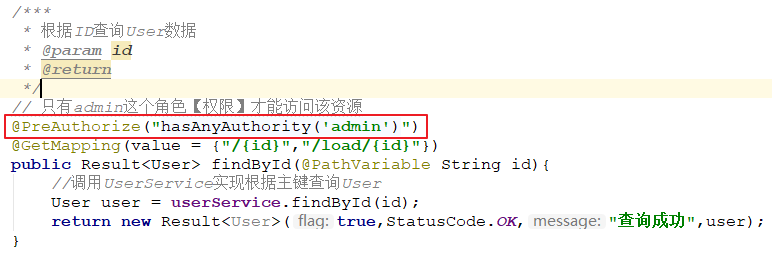 /***
 * 根据ID查询User数据
 * @param id
 * @return
 */
// 只有admin这个角色【权限】才能访问该资源
@PreAuthorize("hasAnyAuthority('admin')")
@GetMapping(value = {"/{id}","/load/{id}"})
public Result<User> findById(@PathVariable String id){
    //调用UserService实现根据主键查询User
    User user = userService.findById(id);
    return new Result<User>( flag: true,StatusCode.OK, message: "查询成功",user);
}